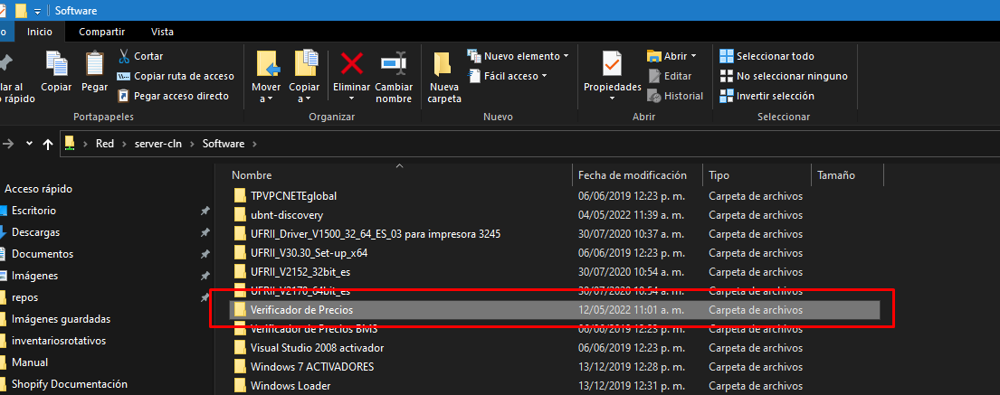 Software
o
Inicio
Compartir
Vista
lar al
o rápido
Copiar
Pegar
Cortar
Copiar ruta de acceso
Pegar acceso directo
Portapapeles
Mover
a
Copiar
a
Eliminar
Cambiar
nombre
Organizar
Nueva
carpeta
Nuevo elemento
Fácil acceso
Nuevo
Propiedades
Abrir
Editar
Historial
Abrir
Seleccionar todo
No seleccionar ninguno
Invertir selección
Seleccionar
Red
server-cln
Software
Acceso rápido
Escritorio
Descargas
Documentos
Imágenes
repos
Imágenes guardadas
inventariosrotativos
Manual
Shopify Documentación
Nombre Fecha de modificación Tipo Tamaño
TPVPCNETEglobal 06/06/2019 12:23 p. m. Carpeta de archivos
ubnt-discovery 04/05/2022 11:39 a. m. Carpeta de archivos
UFRII_Driver_V1500_32_64_ES_03 para impresora 3245 30/07/2020 10:37 a. m. Carpeta de archivos
UFRII_V30.30_Set-up_x64 06/06/2019 12:23 p. m. Carpeta de archivos
UFRII_V2152_32bit_es 30/07/2020 10:54 a. m. Carpeta de archivos
UFRII_V2170_64bit_es 30/07/2020 10:54 a. m. Carpeta de archivos
Verificador de Precios 12/05/2022 11:01 a. m. Carpeta de archivos
Verificador de Precios BMS 06/06/2019 12:23 p. m. Carpeta de archivos
Visual Studio 2008 activador 06/06/2019 12:23 p. m. Carpeta de archivos
Windows 7 ACTIVADORES 13/12/2019 12:28 p. m. Carpeta de archivos
Windows Loader 13/12/2019 12:31 p. m. Carpeta de archivos